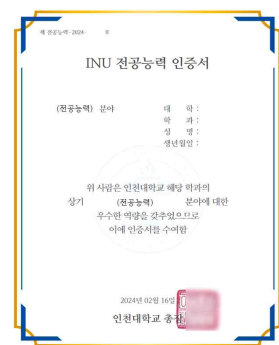 제 전공능력-2024- 호
INU 전공능력 인증서
(전공능력) 분야
대 학 :
학 과 :
성 명 :
생년월일 :
위 사람은 인천대학교 해당 학과의
상기 (전공능력) 분야에 대한
우수한 역량을 갖추었으므로
이에 인증서를 수여함
2024년 02월 16일
인천대학교 총장